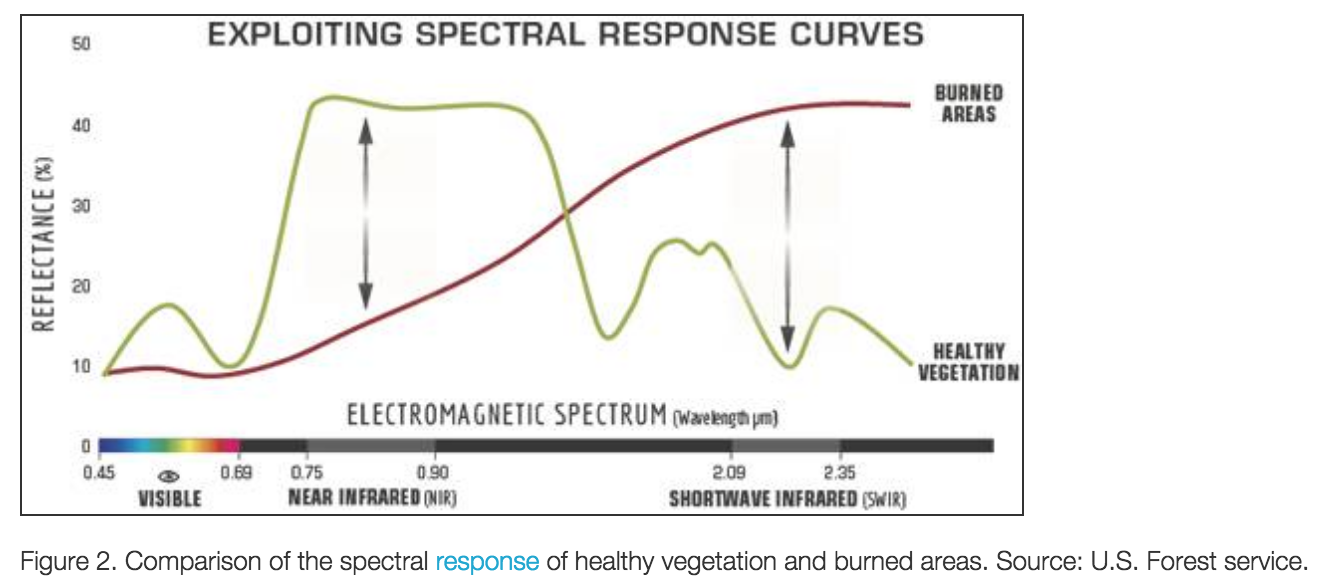 EXPLOITING SPECTRAL RESPONSE CURVES
50
40
30
20
10
0
REFLECTANCE (%)
BURNED
AREAS
HEALTHY
VEGETATION
ELECTROMAGNETIC SPECTRUM (Wavelength µm)
0.45 0.69 0.75 0.90 2.09 2.35
VISIBLE NEAR INFRARED (NIR) SHORTWAVE INFRARED (SWIR)
Figure 2. Comparison of the spectral response of healthy vegetation and burned areas. Source: U.S. Forest service.